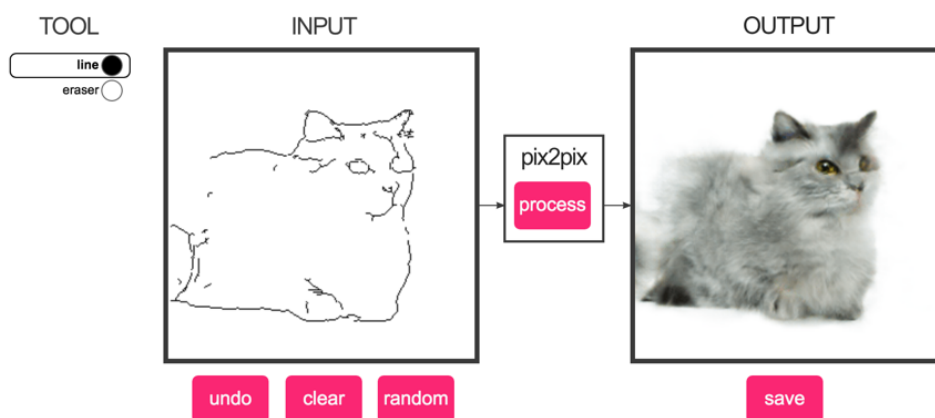 TOOL
line
eraser
INPUT
undo
clear
random
pix2pix
process
OUTPUT
save